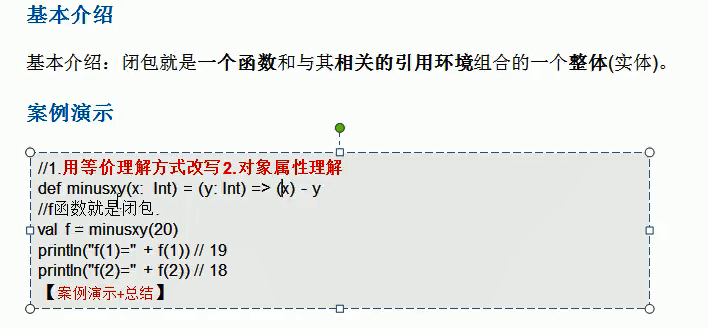 基本介绍
基本介绍：闭包就是一个函数和与其相关的引用环境组合的一个整体(实体)。
案例演示
//1.用等价理解方式改写2.对象属性理解
def minusxy(x: Int) = (y: Int) => (x) - y
//f函数就是闭包.
val f = minusxy(20)
println("f(1)=" + f(1)) // 19
println("f(2)=" + f(2)) // 18
【案例演示+总结】